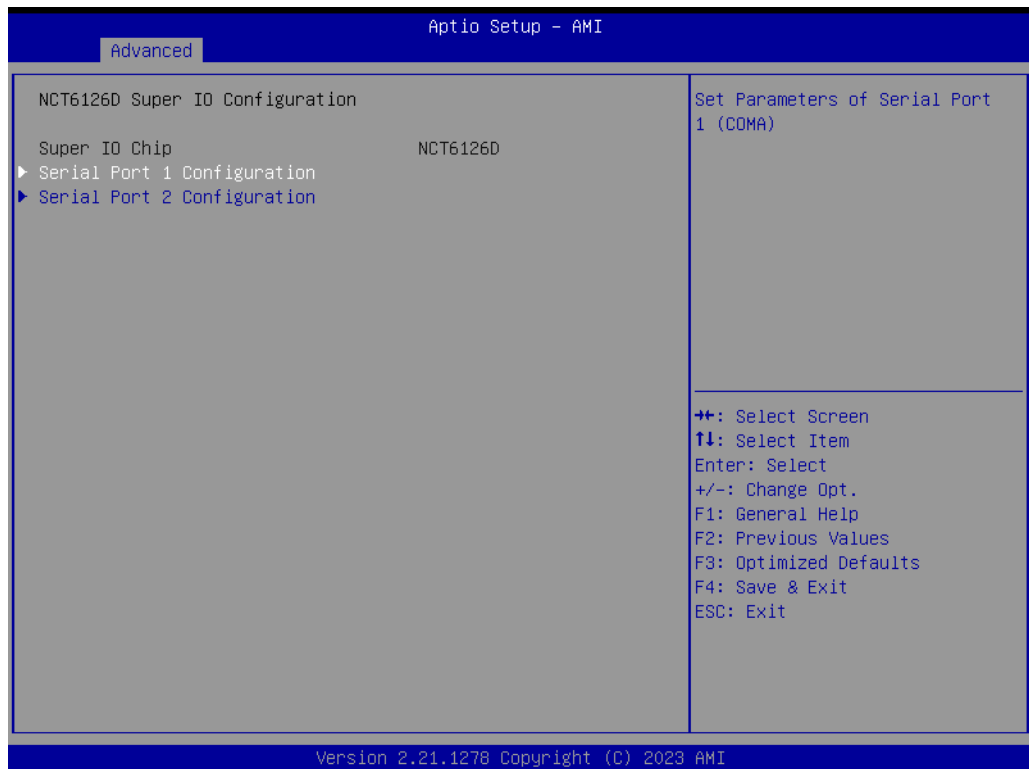 Aptio Setup – AMI
Advanced
NCT6126D Super IO Configuration
Super IO Chip NCT6126D
▶ Serial Port 1 Configuration
▶ Serial Port 2 Configuration
Set Parameters of Serial Port
1 (COMA)
→←: Select Screen
↑↓: Select Item
Enter: Select
+/-: Change Opt.
F1: General Help
F2: Previous Values
F3: Optimized Defaults
F4: Save & Exit
ESC: Exit
Version 2.21.1278 Copyright (C) 2023 AMI